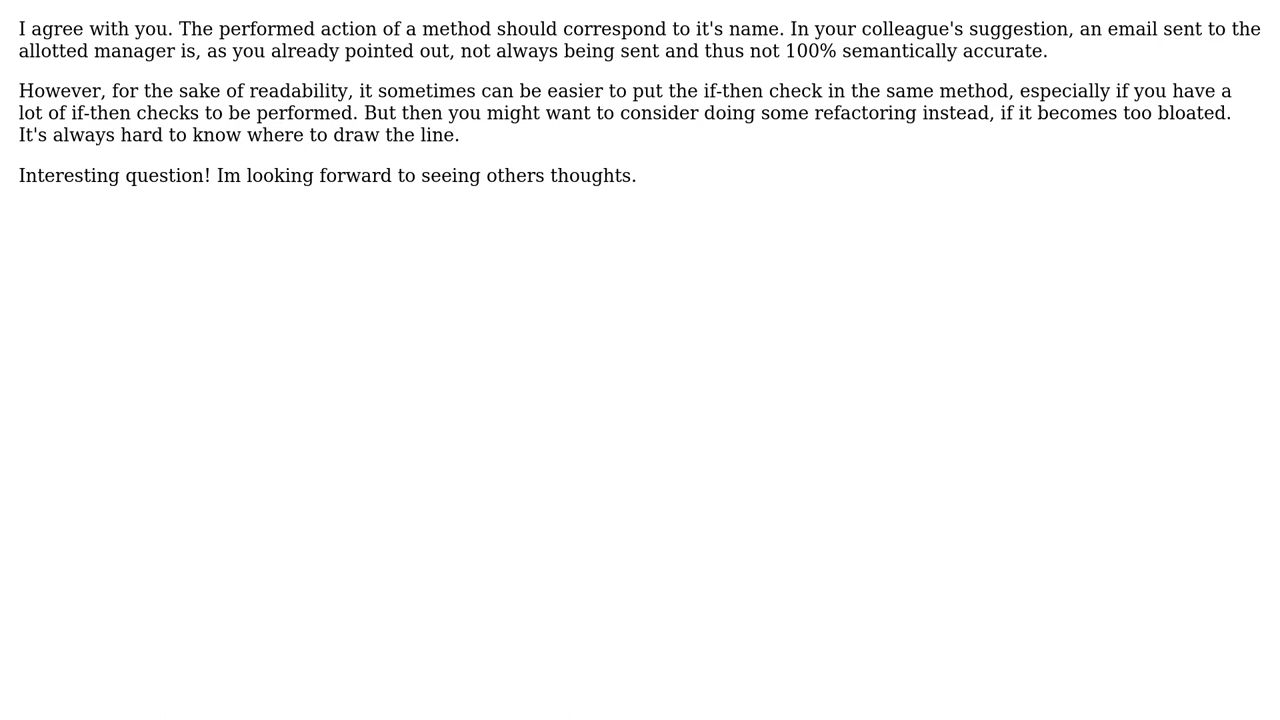 I agree with you. The performed action of a method should correspond to it's name. In your colleague's suggestion, an email sent to the
allotted manager is, as you already pointed out, not always being sent and thus not 100% semantically accurate.
However, for the sake of readability, it sometimes can be easier to put the if-then check in the same method, especially if you have a
lot of if-then checks to be performed. But then you might want to consider doing some refactoring instead, if it becomes too bloated.
It's always hard to know where to draw the line.
Interesting question! Im looking forward to seeing others thoughts.